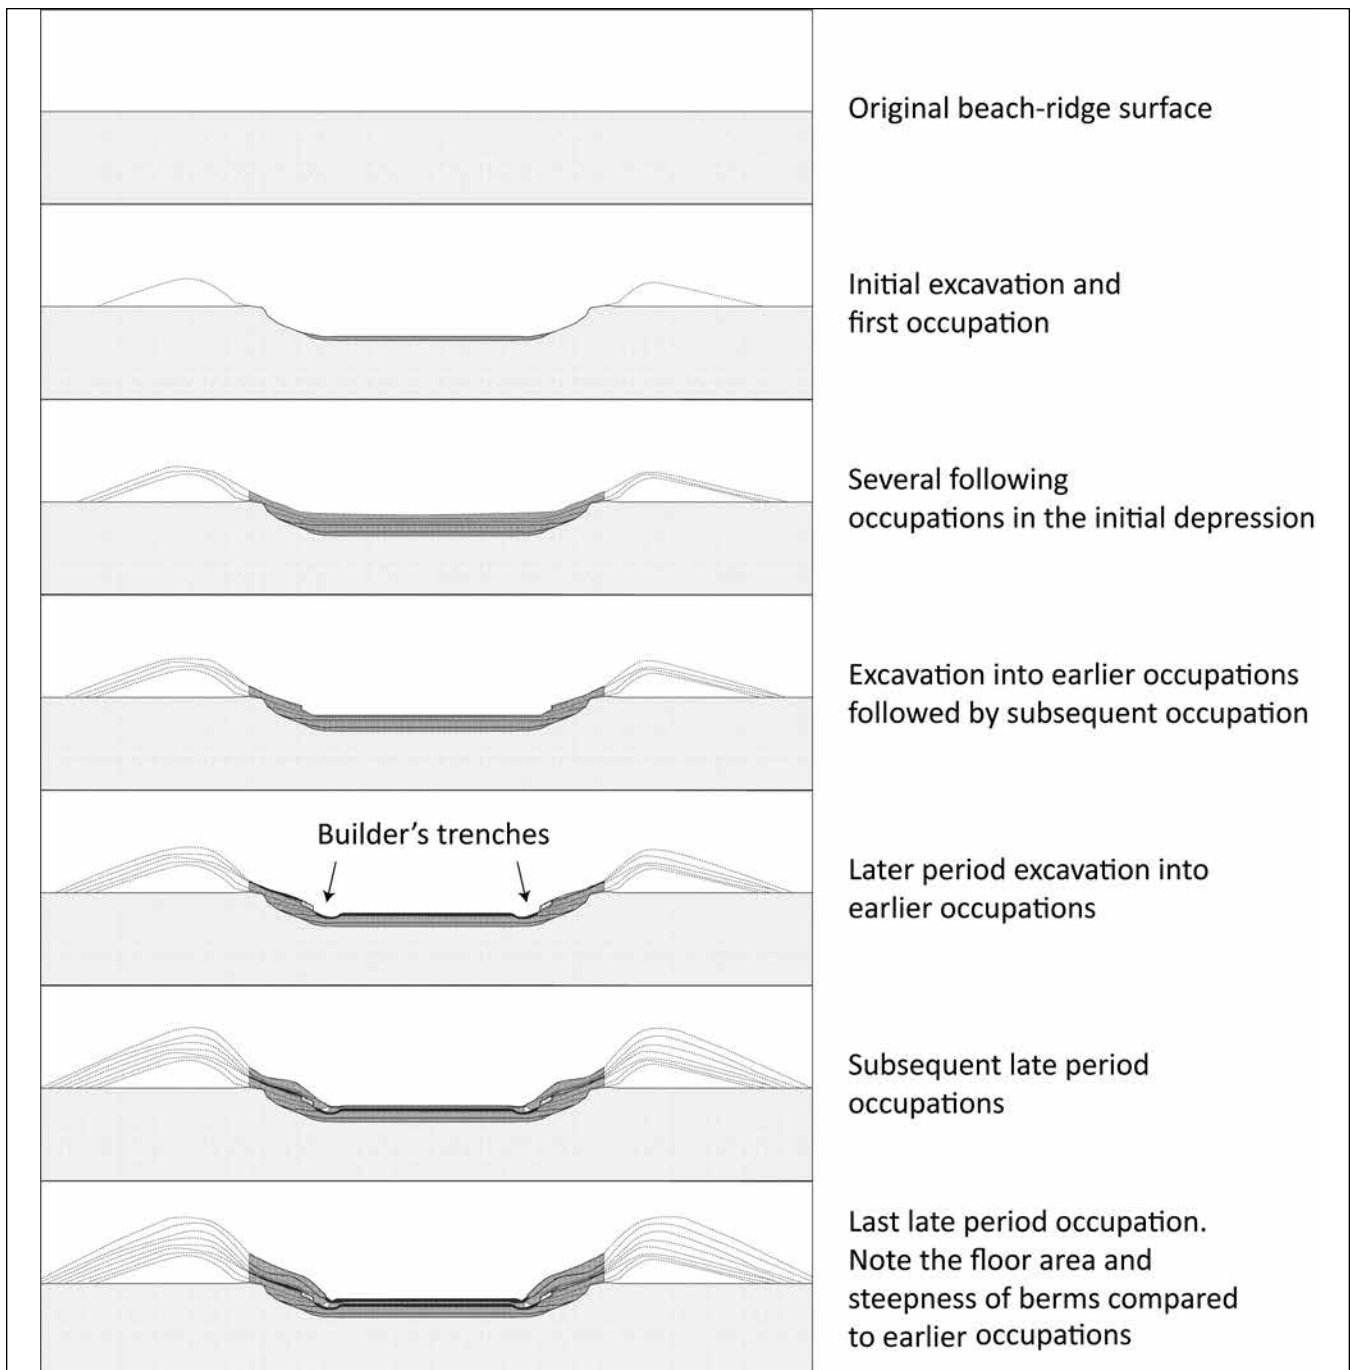 Original beach-ridge surface
Initial excavation and
first occupation
Several following
occupations in the initial depression
Excavation into earlier occupations
followed by subsequent occupation
Builder’s trenches
Later period excavation into
earlier occupations
Subsequent late period
occupations
Last late period occupation.
Note the floor area and
steepness of berms compared
to earlier occupations